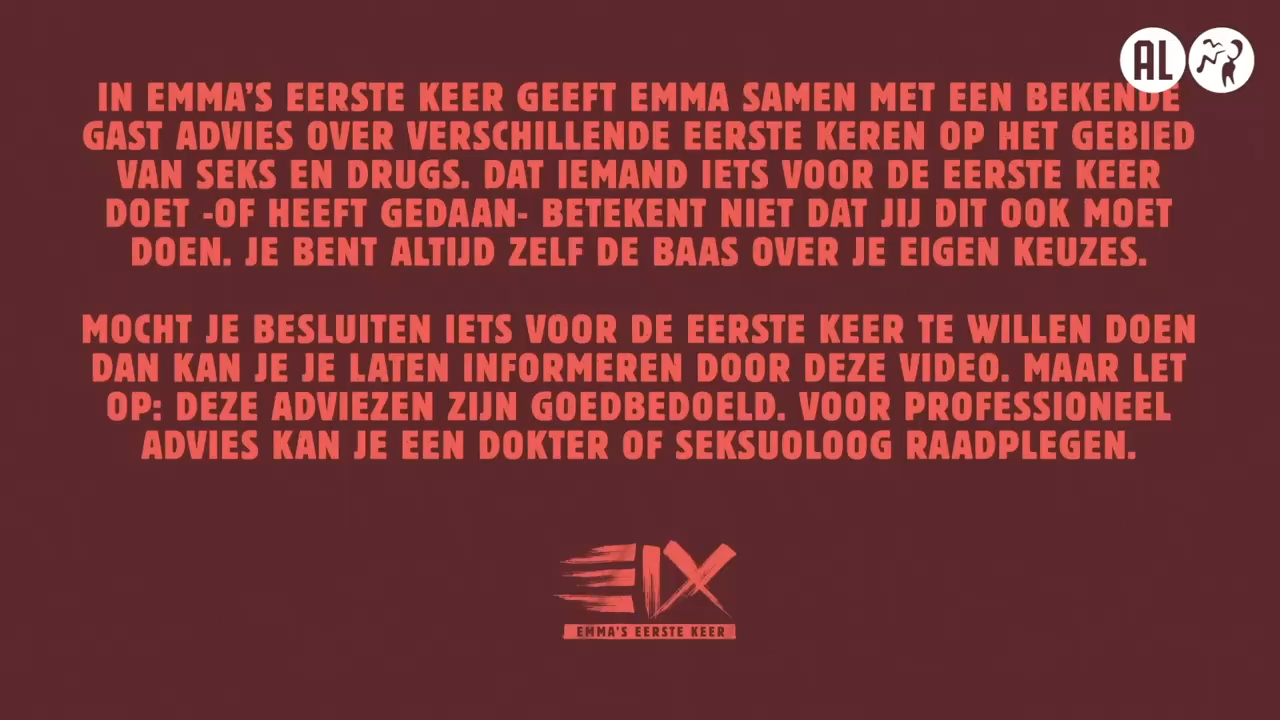 AL
IN EMMA'S EERSTE KEER GEEFT EMMA SAMEN MET EEN BEKENDE
GAST ADVIES OVER VERSCHILLENDE EERSTE KEREN OP HET GEBIED
VAN SEKS EN DRUGS. DAT IEMAND IETS VOOR DE EERSTE KEER
DOET -OF HEEFT GEDAAN- BETEKENT NIET DAT JIJ DIT OOK MOET
DOEN. JE BENT ALTIJD ZELF DE BAAS OVER JE EIGEN KEUZES.
MOCHT JE BESLUITEN IETS VOOR DE EERSTE KEER TE WILLEN DOEN
DAN KAN JE JE LATEN INFORMEREN DOOR DEZE VIDEO. MAAR LET
OP: DEZE ADVIEZEN ZIJN GOEDBEDOELD. VOOR PROFESSIONEEL
ADVIES KAN JE EEN DOKTER OF SEKSUOLOOG RAADPLEGEN.
E1X
EMMA'S EERSTE KEER